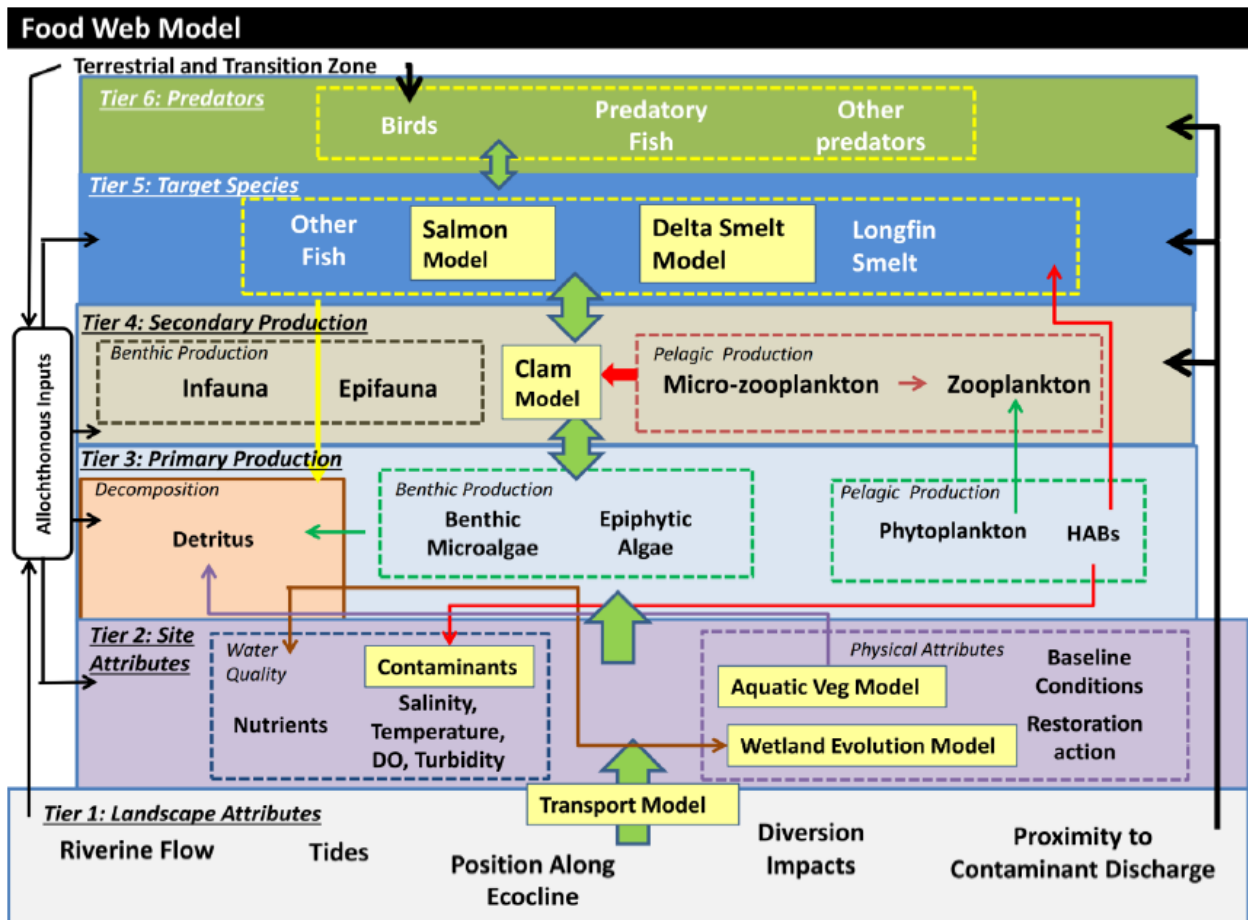 Food Web Model
Terrestrial and Transition Zone
Tier 6: Predators
Birds
Predatory
Fish
Other
predators
Tier 5: Target Species
Other
Fish
Salmon
Model
Delta Smelt
Model
Longfin
Smelt
Tier 4: Secondary Production
Benthic Production
Infauna
Epifauna
Clam
Model
Pelagic Production
Micro-zooplankton
Zooplankton
Allochthonous Inputs
Tier 3: Primary Production
Decomposition
Detritus
Benthic Production
Benthic
Microalgae
Epiphytic
Algae
Pelagic Production
Phytoplankton
HABs
Tier 2: Site
Attributes
Water
Quality
Contaminants
Nutrients
Salinity,
Temperature,
DO, Turbidity
Physical Attributes
Aquatic Veg Model
Baseline
Conditions
Wetland Evolution Model
Restoration
action
Transport Model
Tier 1: Landscape Attributes
Riverine Flow
Tides
Position Along
Ecocline
Diversion
Impacts
Proximity to
Contaminant Discharge